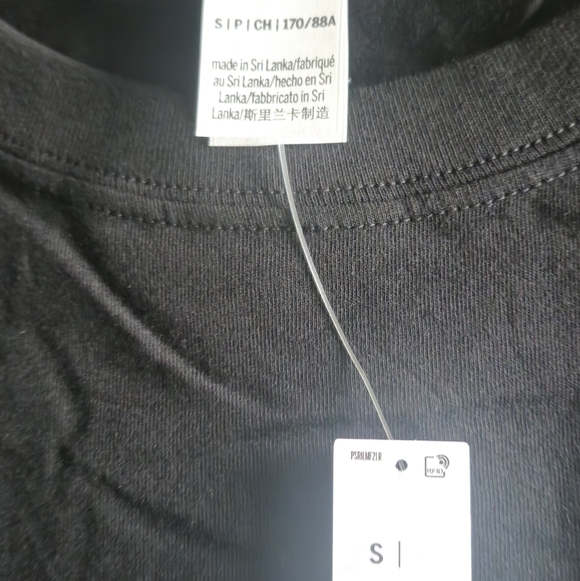 S | P | CH | 170/88A
made in Sri Lanka/fabriqué
au Sri Lanka/hecho en Sri
Lanka/fabbricato in Sri
Lanka/斯里兰卡制造
S |